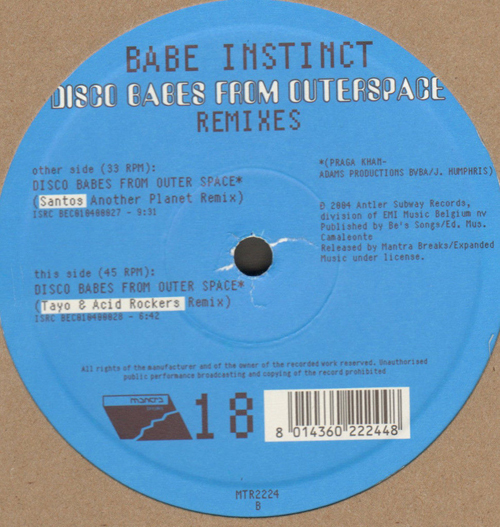 BABE INSTINCT
DISCO BABES FROM OUTERSPACE
REMIXES
other side (33 RPM):
DISCO BABES FROM OUTER SPACE*
(Santos Another Planet Remix)
ISRC BEC010400027 - 9:31
this side (45 RPM):
DISCO BABES FROM OUTER SPACE*
(Tayo & Acid Rockers Remix)
ISRC BEC010400028 - 6:42
*(PRAGA KHAN-
ADAMS PRODUCTIONS BVBA/J. HUMPHRIS)
℗ 2004 Antler Subway Records,
division of EMI Music Belgium nv
Published by Be's Songs/Ed. Mus.
Camaleonte
Released by Mantra Breaks/Expanded
Music under license.
All rights of the manufacturer and of the owner of the recorded work reserved. Unauthorised
public performance broadcasting and copying of the record prohibited
18
8 014360 222448
MTR2224
B